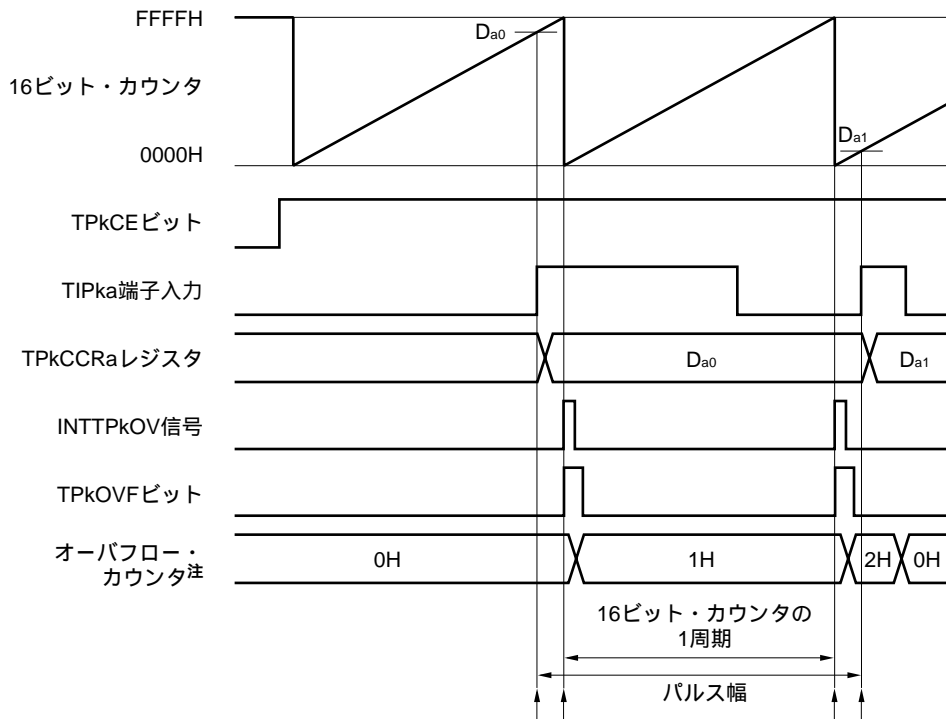 FFFFH
Da0
16ビット・カウンタ
Da1
0000H
TPkCEビット
TIPka端子入力
TPkCCRaレジスタ
Da0
Da1
INTTPkOV信号
TPkOVFビット
オーバフロー・
カウンタ注
0H
1H
2H
0H
16ビット・カウンタの
1周期
パルス幅